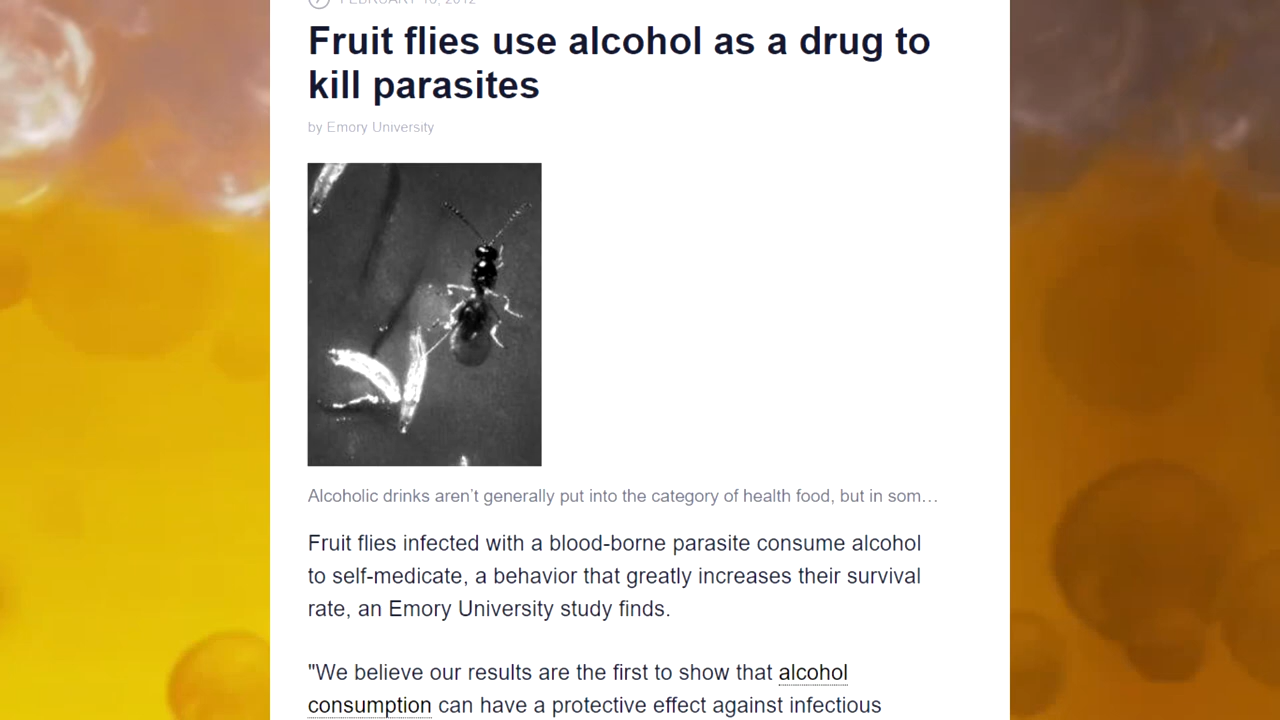 FEBRUARY 16, 2012
Fruit flies use alcohol as a drug to
kill parasites
by Emory University
Alcoholic drinks aren't generally put into the category of health food, but in som…
Fruit flies infected with a blood-borne parasite consume alcohol
to self-medicate, a behavior that greatly increases their survival
rate, an Emory University study finds.
"We believe our results are the first to show that alcohol
consumption can have a protective effect against infectious